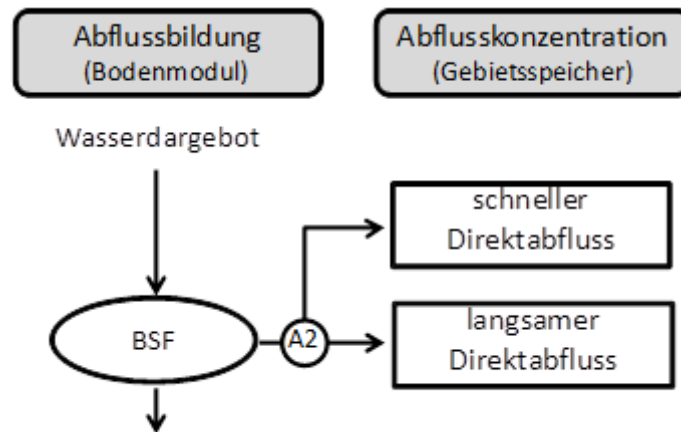 Abflussbildung
(Bodenmodul)
Abflusskonzentration
(Gebietsspeicher)
Wasserdargebot
schneller
Direktabfluss
BSF
A2
langsamer
Direktabfluss